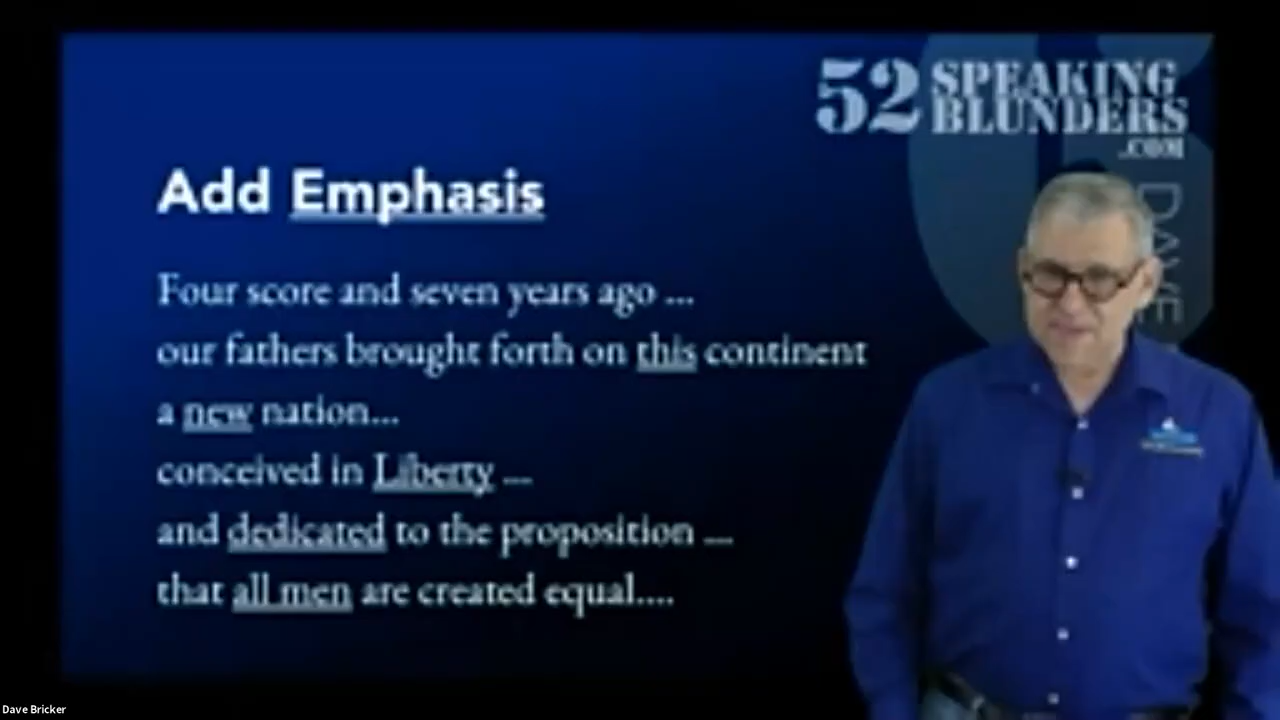 52 SPEAKING
BLUNDERS
.COM
DAVE
Add Emphasis
Four score and seven years ago ...
our fathers brought forth on this continent
a new nation...
conceived in Liberty ...
and dedicated to the proposition ...
that all men are created equal....
Dave Bricker